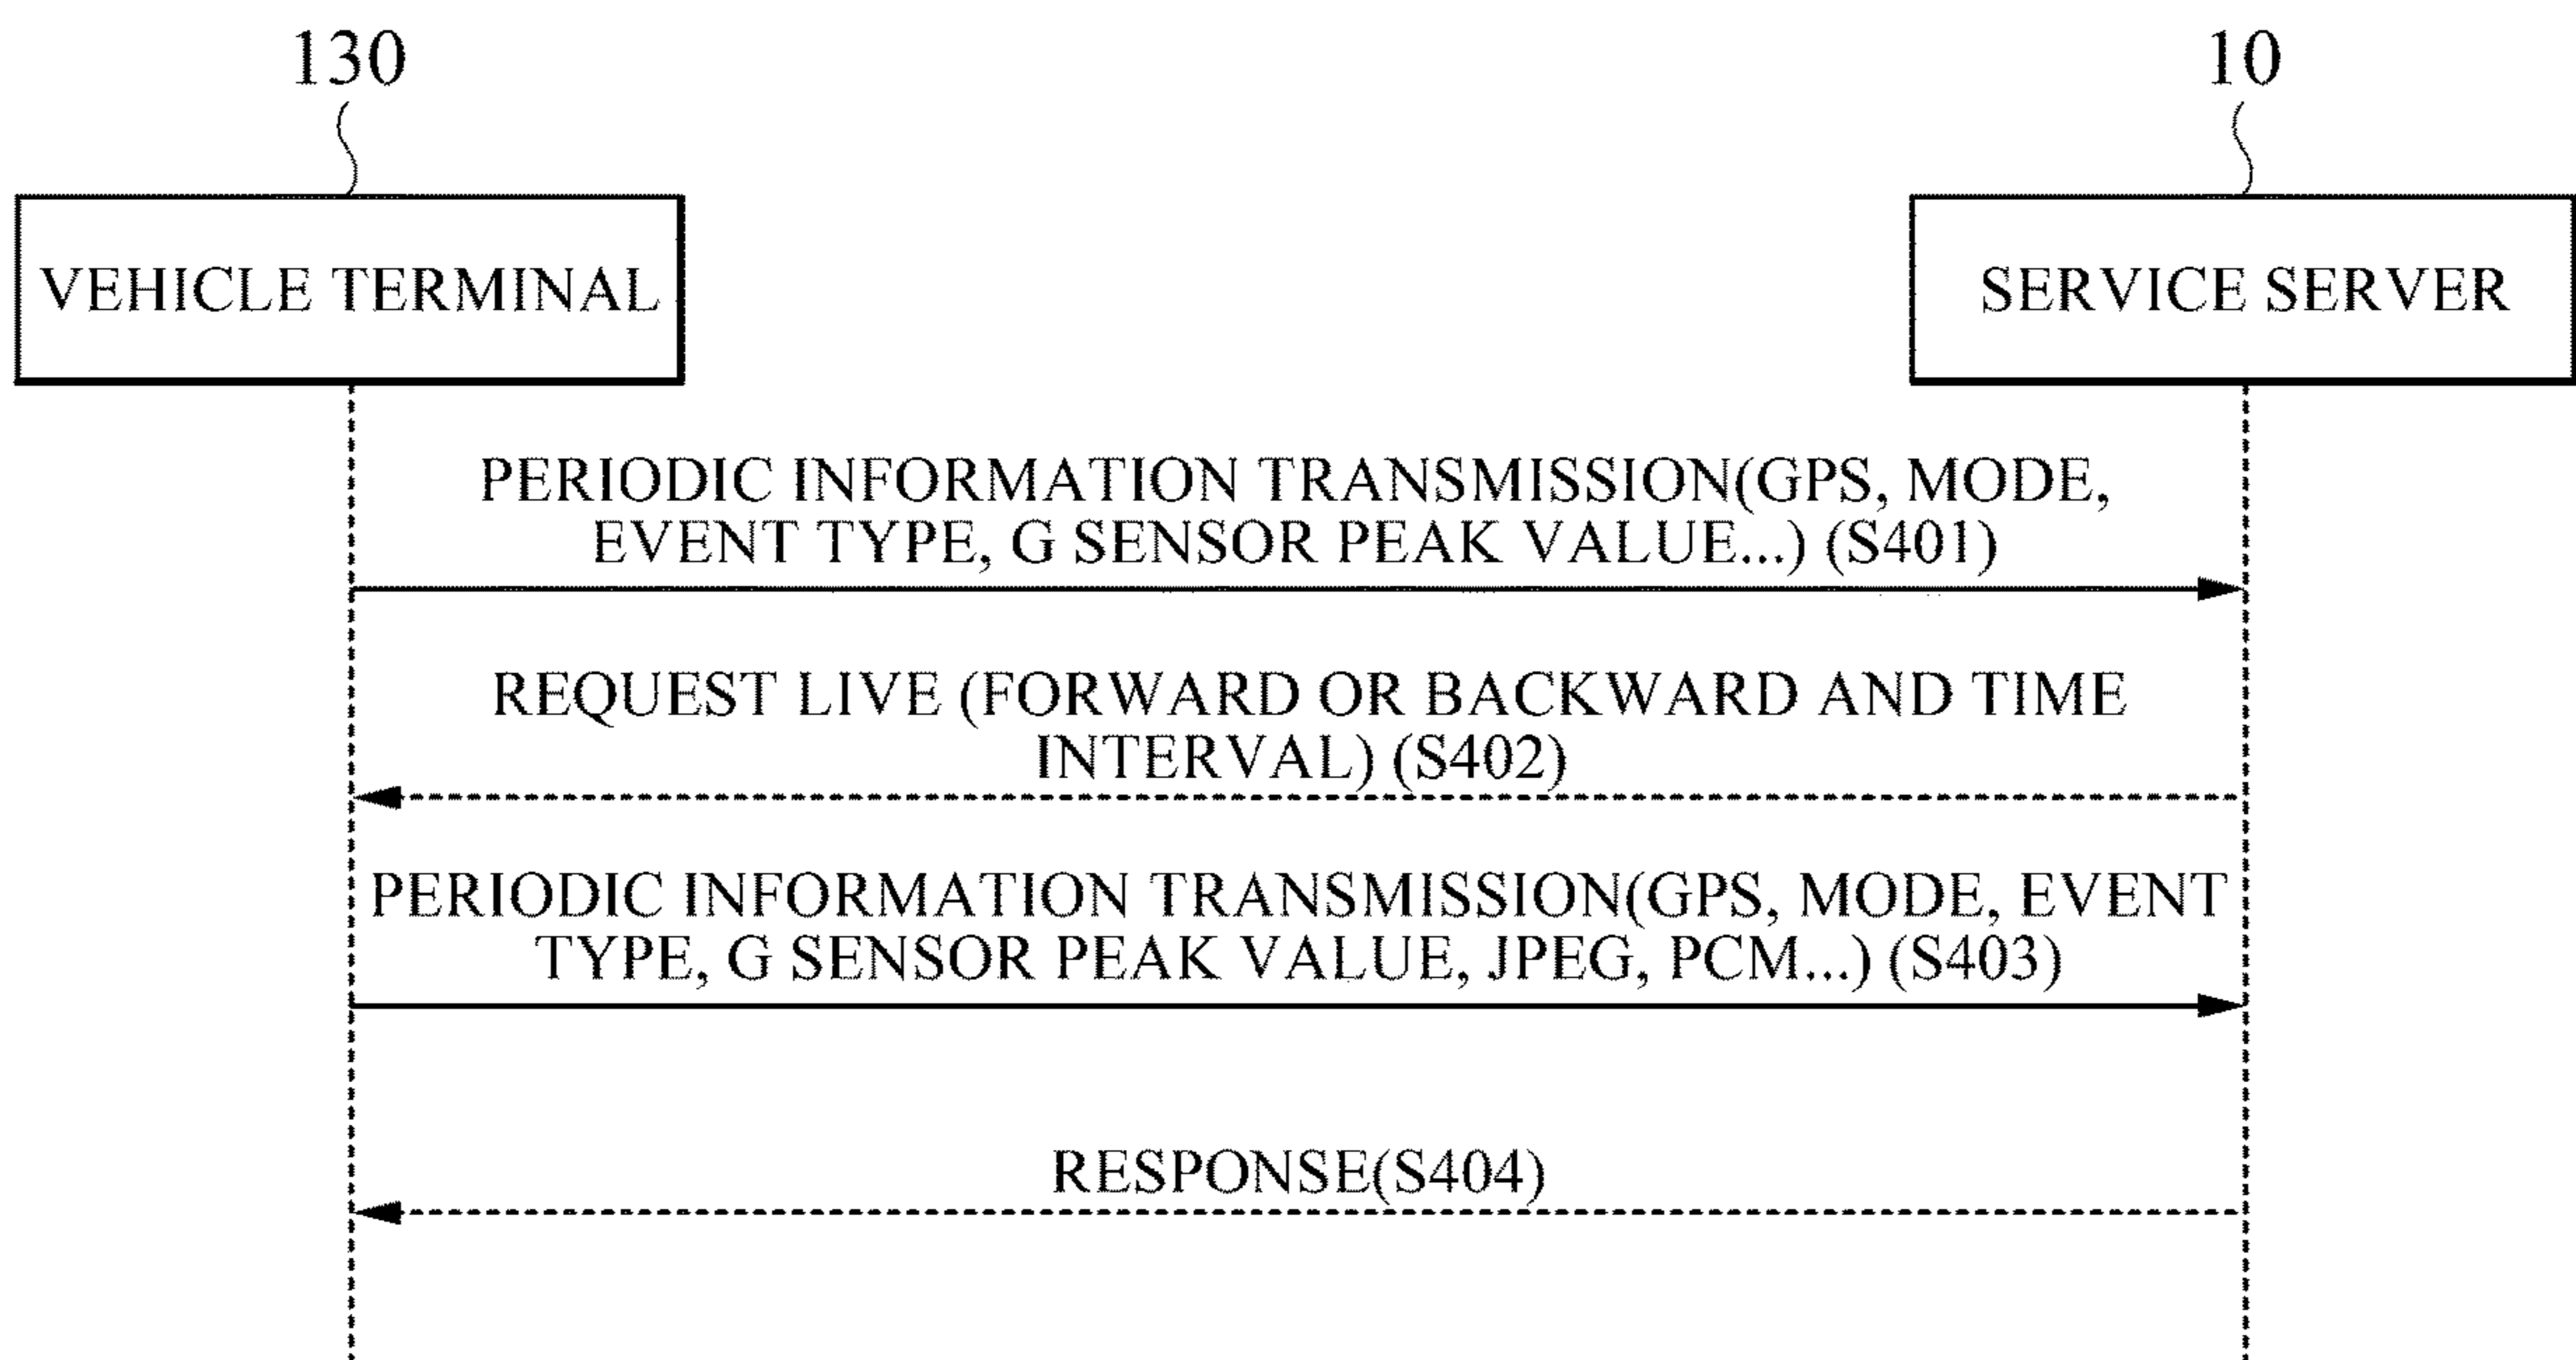 130
10
VEHICLE TERMINAL
SERVICE SERVER
PERIODIC INFORMATION TRANSMISSION(GPS, MODE,
EVENT TYPE, G SENSOR PEAK VALUE...) (S401)
REQUEST LIVE (FORWARD OR BACKWARD AND TIME
INTERVAL) (S402)
PERIODIC INFORMATION TRANSMISSION(GPS, MODE, EVENT
TYPE, G SENSOR PEAK VALUE, JPEG, PCM...) (S403)
RESPONSE(S404)